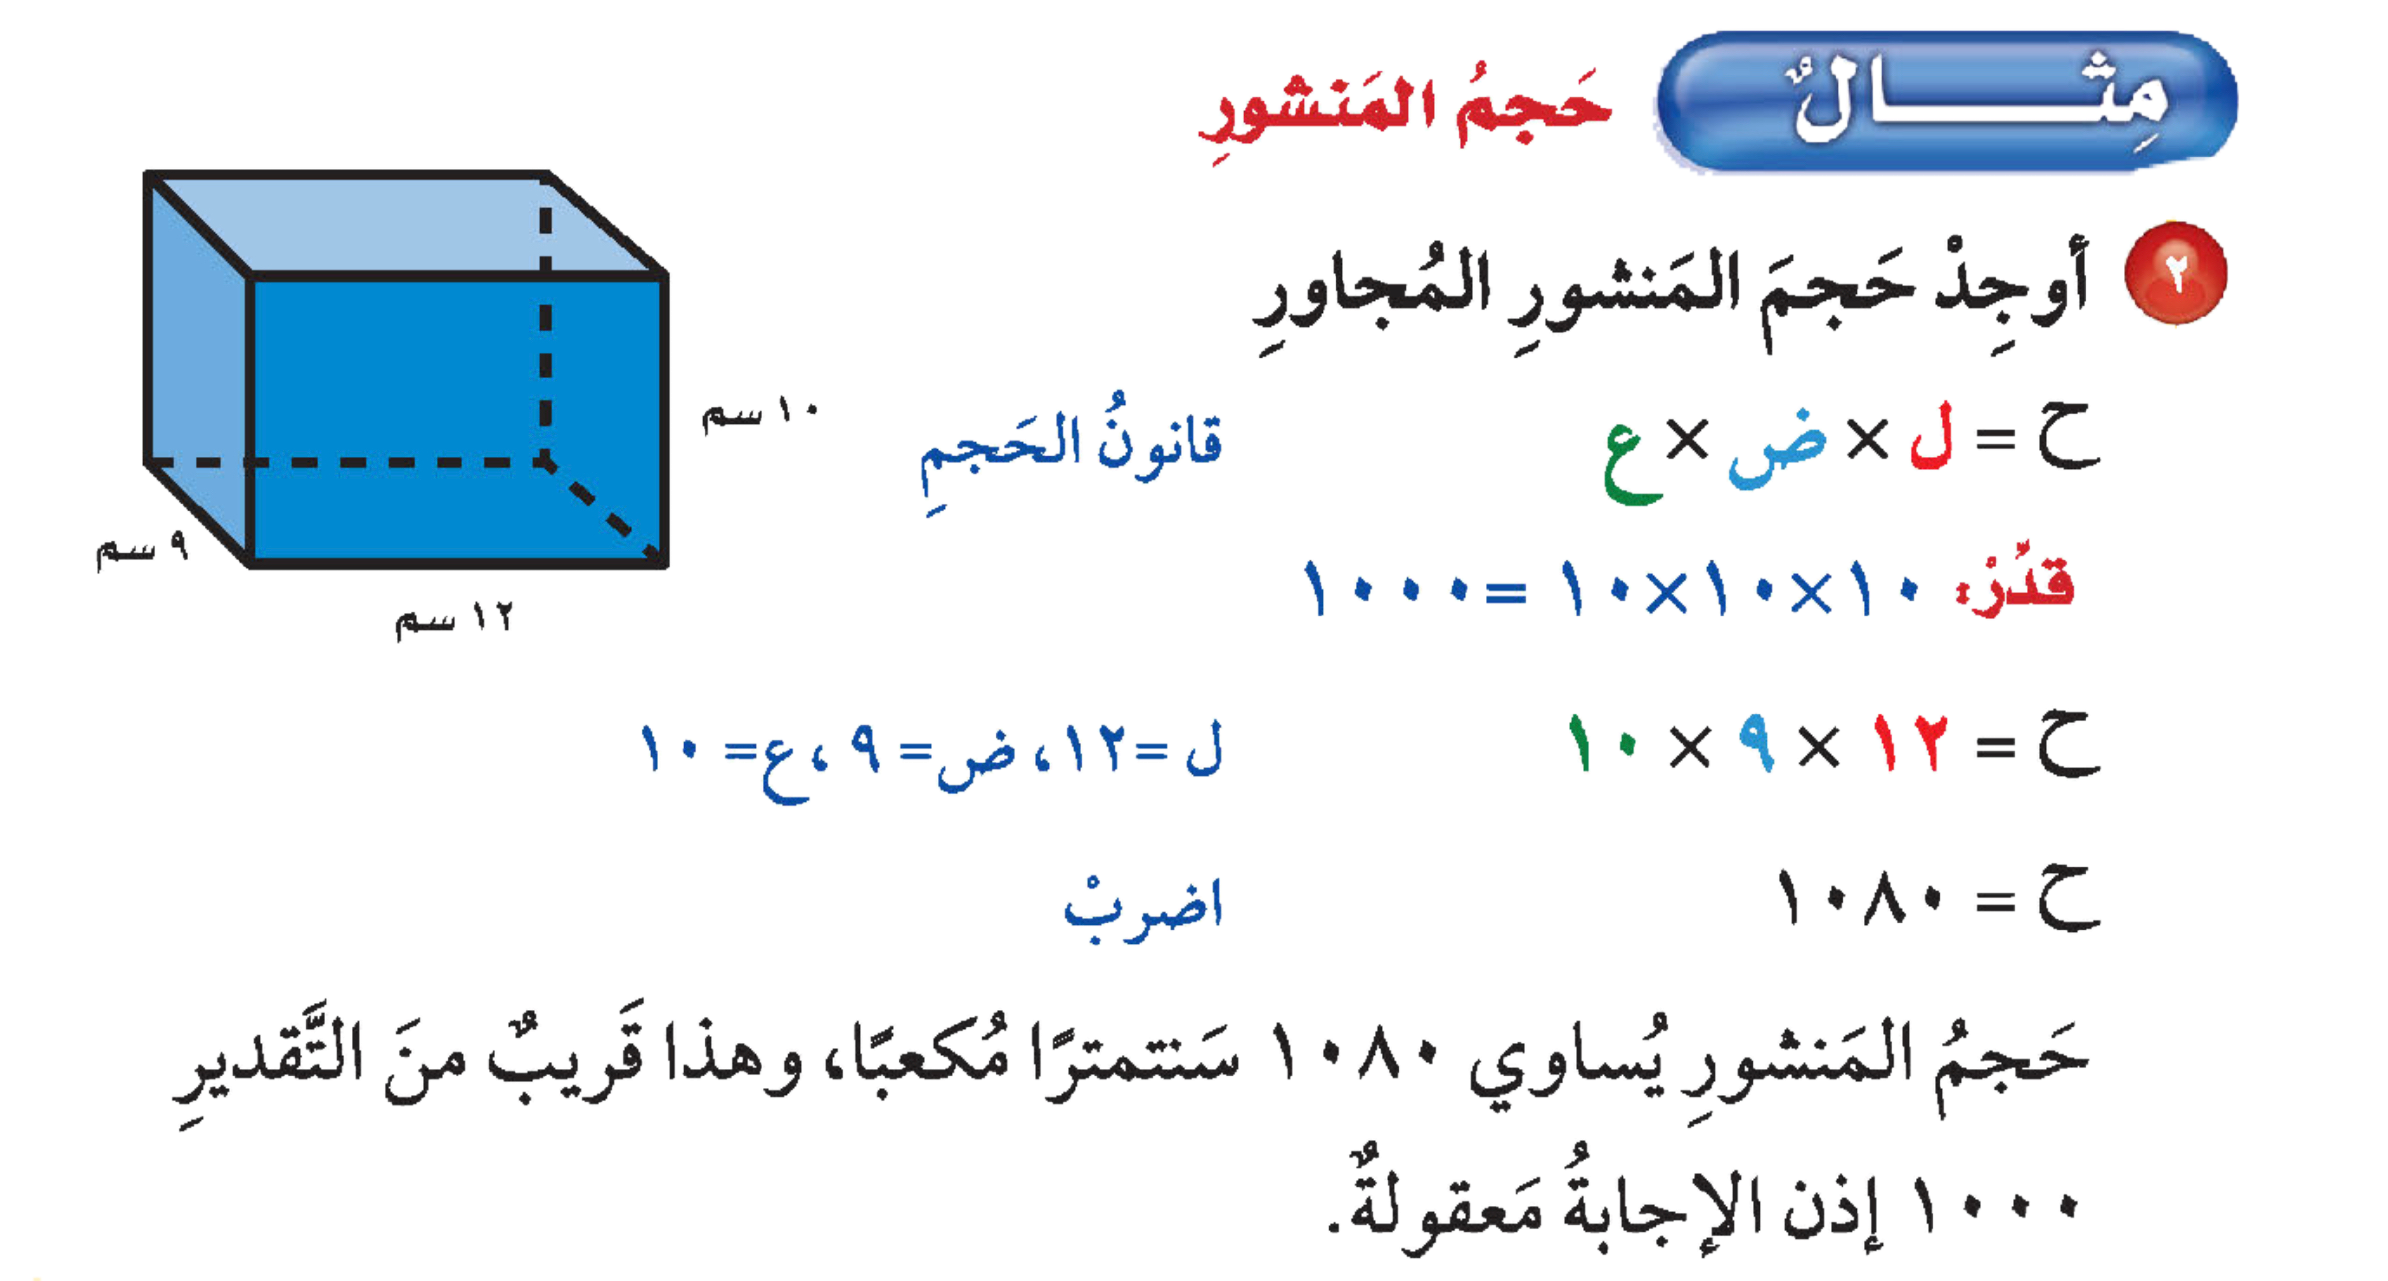 مِثــالٌ حَجمُ المَنشورِ
٢ أوجِدْ حَجمَ المَنشورِ المُجاورِ
ح = ل × ض × ع قانونُ الحَجمِ
١٠ سم
٩ سم
١٢ سم
قدِّرْ: ١٠×١٠×١٠ = ١٠٠٠
ح = ١٢ × ٩ × ١٠ ل =١٢، ض= ٩ ،ع= ١٠
ح = ١٠٨٠ اضربْ
حَجمُ المَنشورِ يُساوي ١٠٨٠ سَنتمترًا مُكعبًا، وهذا قَريبٌ منَ التَّقديرِ
١٠٠٠ إذن الإجابةُ مَعقولةٌ.